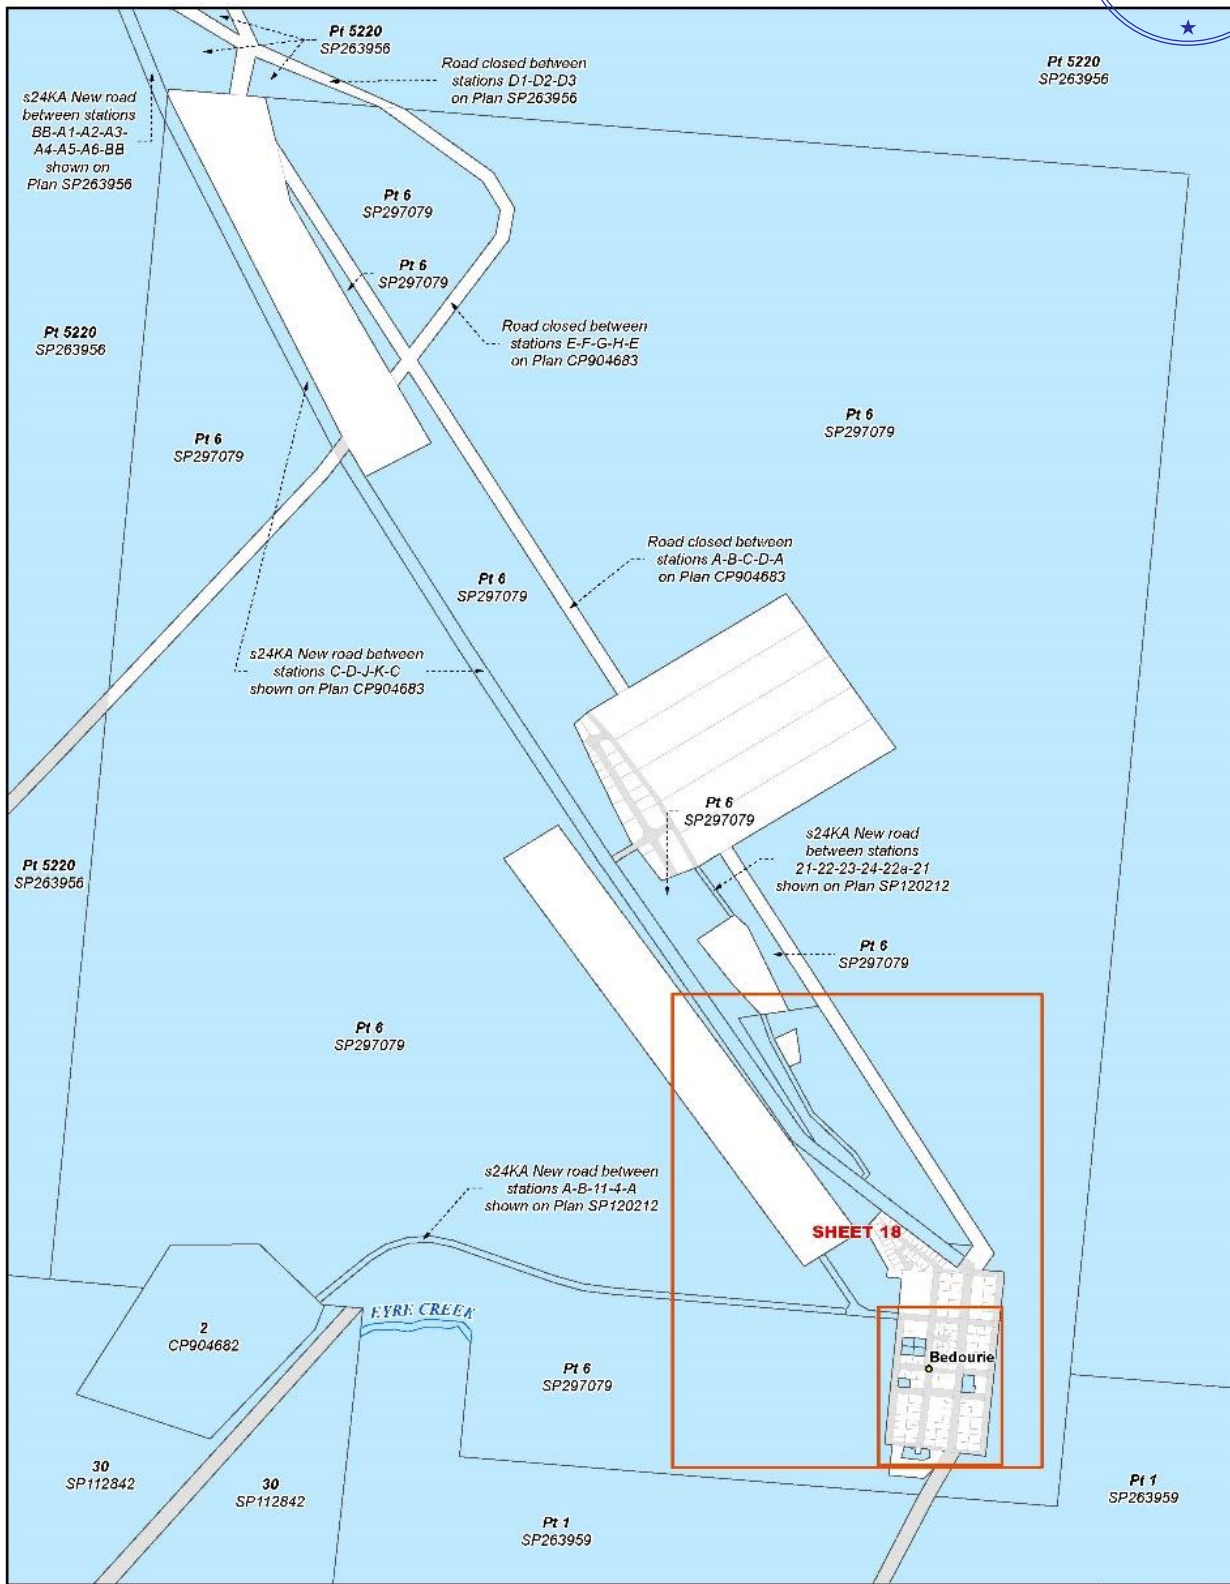 Pt 5220
SP263956
Road closed between
stations D1-D2-D3
on Plan SP263956
Pt 5220
SP263956
s24KA New road
between stations
BB-A1-A2-A3-
A4-A5-A6-BB
shown on
Plan SP263956
Pt 6
SP297079
Pt 6
SP297079
Pt 5220
SP263956
Road closed between
stations E-F-G-H-E
on Plan CP904683
Pt 6
SP297079
Pt 6
SP297079
Road closed between
stations A-B-C-D-A
on Plan CP904683
Pt 6
SP297079
s24KA New road between
stations C-D-J-K-C
shown on Plan CP904683
Pt 6
SP297079
s24KA New road
between stations
21-22-23-24-22a-21
shown on Plan SP120212
Pt 5220
SP263956
Pt 6
SP297079
Pt 6
SP297079
s24KA New road between
stations A-B-11-4-A
shown on Plan SP120212
SHEET 18
EYRE CREEK
2
CP904682
Bedourie
Pt 6
SP297079
30
SP112842
30
SP112842
Pt 1
SP263959
Pt 1
SP263959